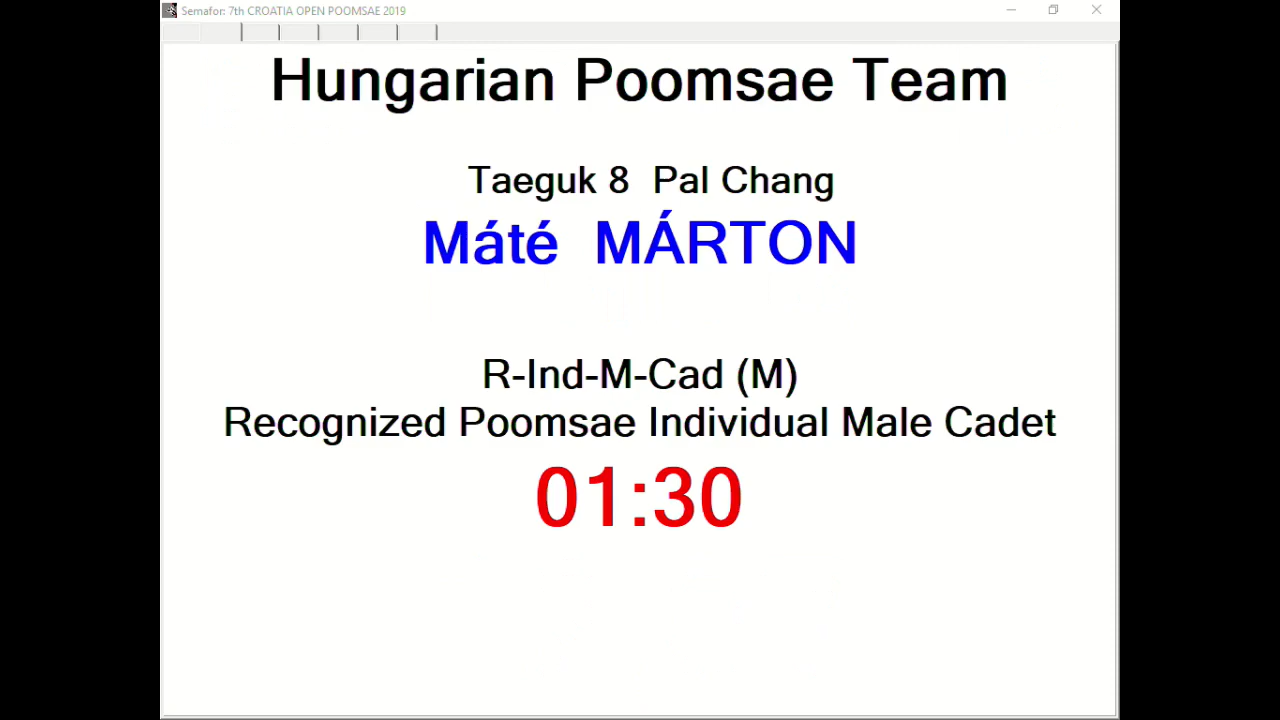 Semafor: 7th CROATIA OPEN POOMSAE 2019
Hungarian Poomsae Team
Taeguk 8 Pal Chang
Máté MÁRTON
R-Ind-M-Cad (M)
Recognized Poomsae Individual Male Cadet
01:30